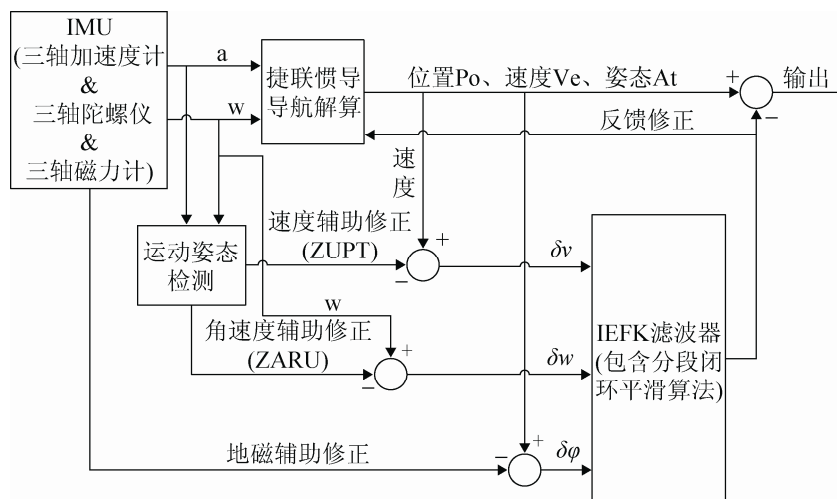 IMU
(三轴加速度计
&
三轴陀螺仪
&
三轴磁力计)
a
w
捷联惯导
导航解算
位置Po、速度Ve、姿态At
+
−
输出
反馈修正
速度
运动姿态
检测
速度辅助修正
(ZUPT)
+
−
δv
w
角速度辅助修正
(ZARU)
+
−
δw
IEFK滤波器
(包含分段闭
环平滑算法)
地磁辅助修正
+
−
δφ